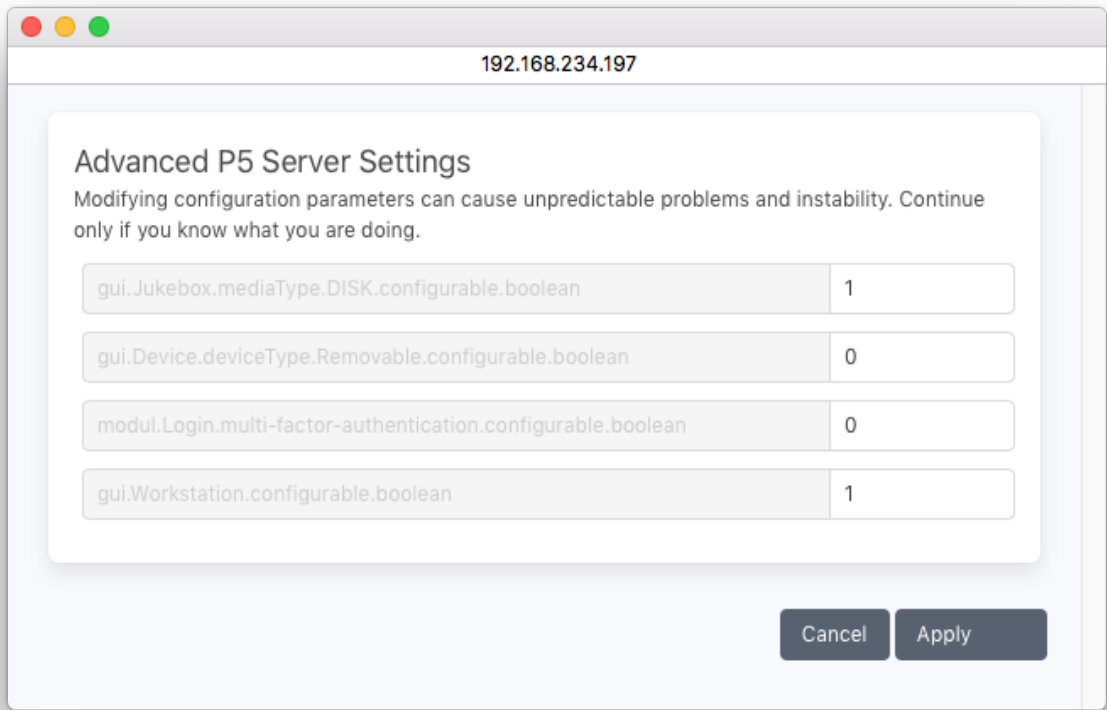 192.168.234.197
Advanced P5 Server Settings
Modifying configuration parameters can cause unpredictable problems and instability. Continue
only if you know what you are doing.
gui.Jukebox.mediaType.DISK.configurable.boolean 1
gui.Device.deviceType.Removable.configurable.boolean 0
modul.Login.multi-factor-authentication.configurable.boolean 0
gui.Workstation.configurable.boolean 1
Cancel Apply